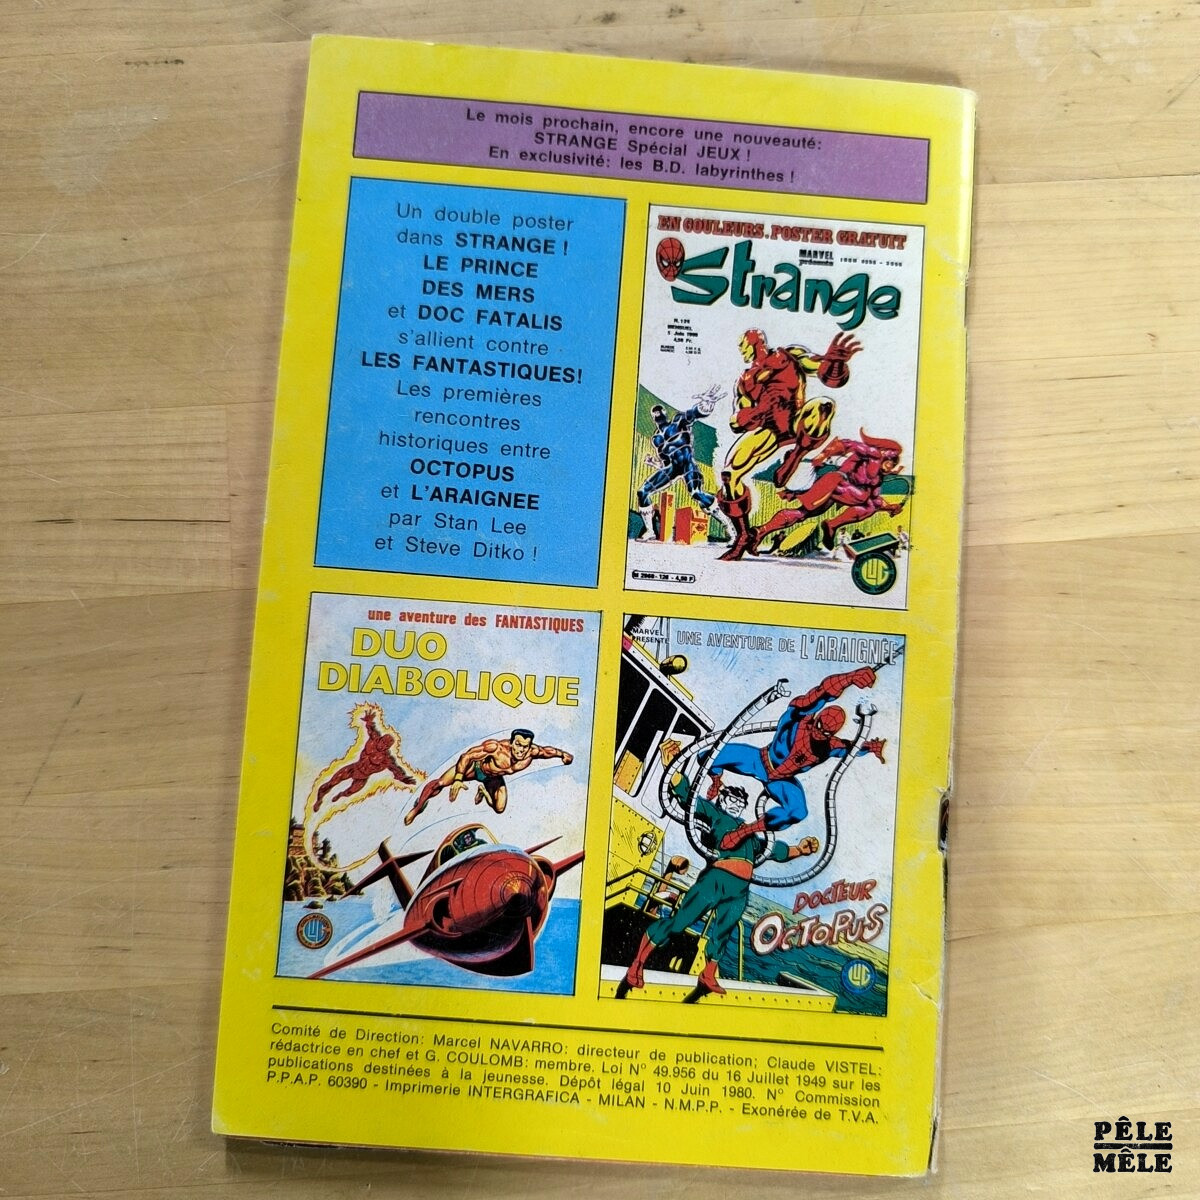 Le mois prochain, encore une nouveauté:
STRANGE Spécial JEUX !
En exclusivité: les B.D. labyrinthes !
Un double poster
dans STRANGE !
LE PRINCE
DES MERS
et DOC FATALIS
s'allient contre
LES FANTASTIQUES!
Les premières
rencontres
historiques entre
OCTOPUS
et L'ARAIGNEE
par Stan Lee
et Steve Ditko !
EN COULEURS. POSTER GRATUIT
MARVEL
présente
Strange
MENSUEL
LUG
une aventure des FANTASTIQUES
DUO
DIABOLIQUE
LUG
MARVEL
PRESENTE
UNE AVENTURE DE L'ARAIGNÉE
DOCTEUR
OCTOPUS
LUG
Comité de Direction: Marcel NAVARRO: directeur de publication; Claude VISTEL:
rédactrice en chef et G. COULOMB: membre. Loi N° 49.956 du 16 Juillet 1949 sur les
publications destinées à la jeunesse. Dépôt légal 10 Juin 1980. N° Commission
P.P.A.P. 60390 - Imprimerie INTERGRAFICA - MILAN - N.M.P.P. - Exonérée de T.V.A.
PÊLE
MÊLE